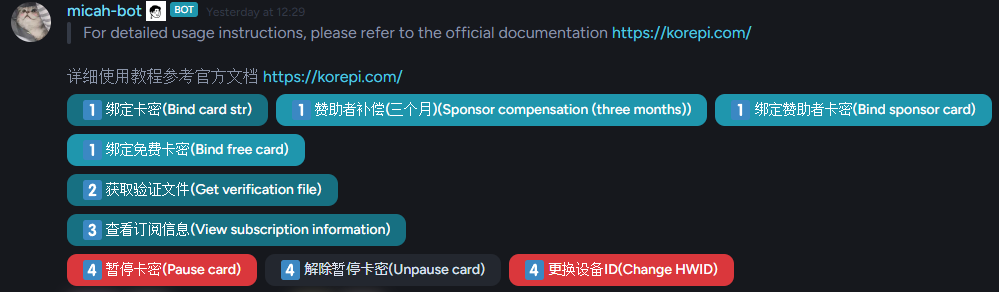 micah-bot BOT Yesterday at 12:29
For detailed usage instructions, please refer to the official documentation https://korepi.com/
详细使用教程参考官方文档 https://korepi.com/
1 绑定卡密(Bind card str) 1 赞助者补偿(三个月)(Sponsor compensation (three months)) 1 绑定赞助者卡密(Bind sponsor card)
1 绑定免费卡密(Bind free card)
2 获取验证文件(Get verification file)
3 查看订阅信息(View subscription information)
4 暂停卡密(Pause card) 4 解除暂停卡密(Unpause card) 4 更换设备ID(Change HWID)